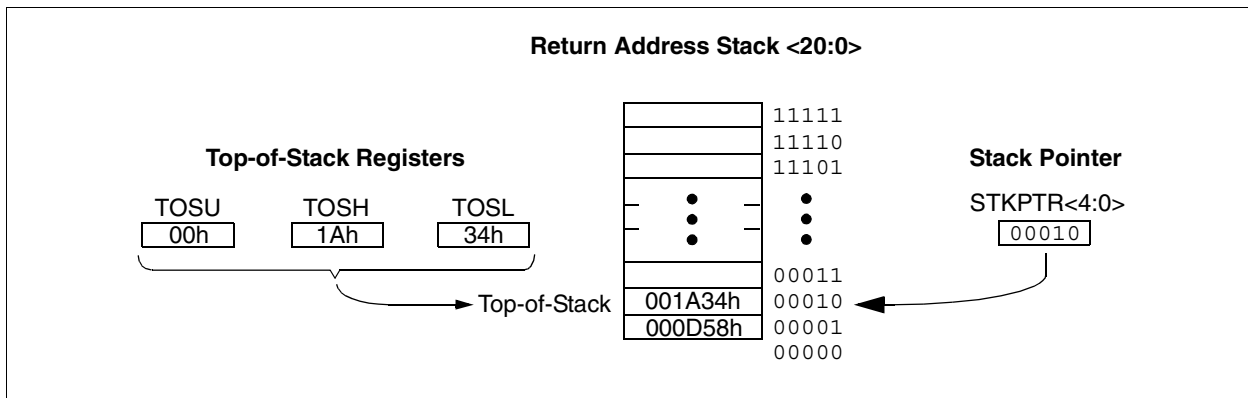 Return Address Stack <20:0>
11111
11110
Top-of-Stack Registers
11101
Stack Pointer
TOSU TOSH TOSL
STKPTR<4:0>
00h 1Ah 34h
00010
00011
Top-of-Stack 001A34h 00010
000D58h 00001
00000